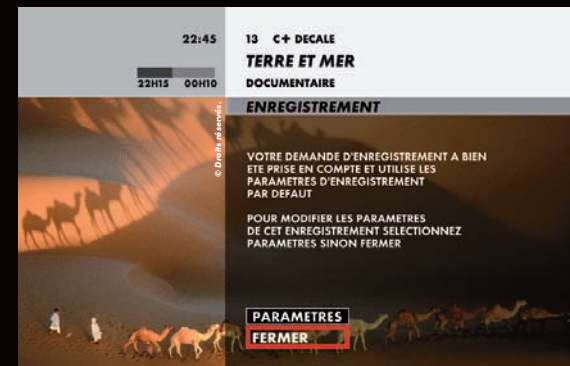 22:45
13 C+ DECALE
TERRE ET MER
22H15 00H10
DOCUMENTAIRE
ENREGISTREMENT
© Droits réservés.
VOTRE DEMANDE D'ENREGISTREMENT A BIEN
ETE PRISE EN COMPTE ET UTILISE LES
PARAMETRES D'ENREGISTREMENT
PAR DEFAUT
POUR MODIFIER LES PARAMETRES
DE CET ENREGISTREMENT SELECTIONNEZ
PARAMETRES SINON FERMER
PARAMETRES
FERMER